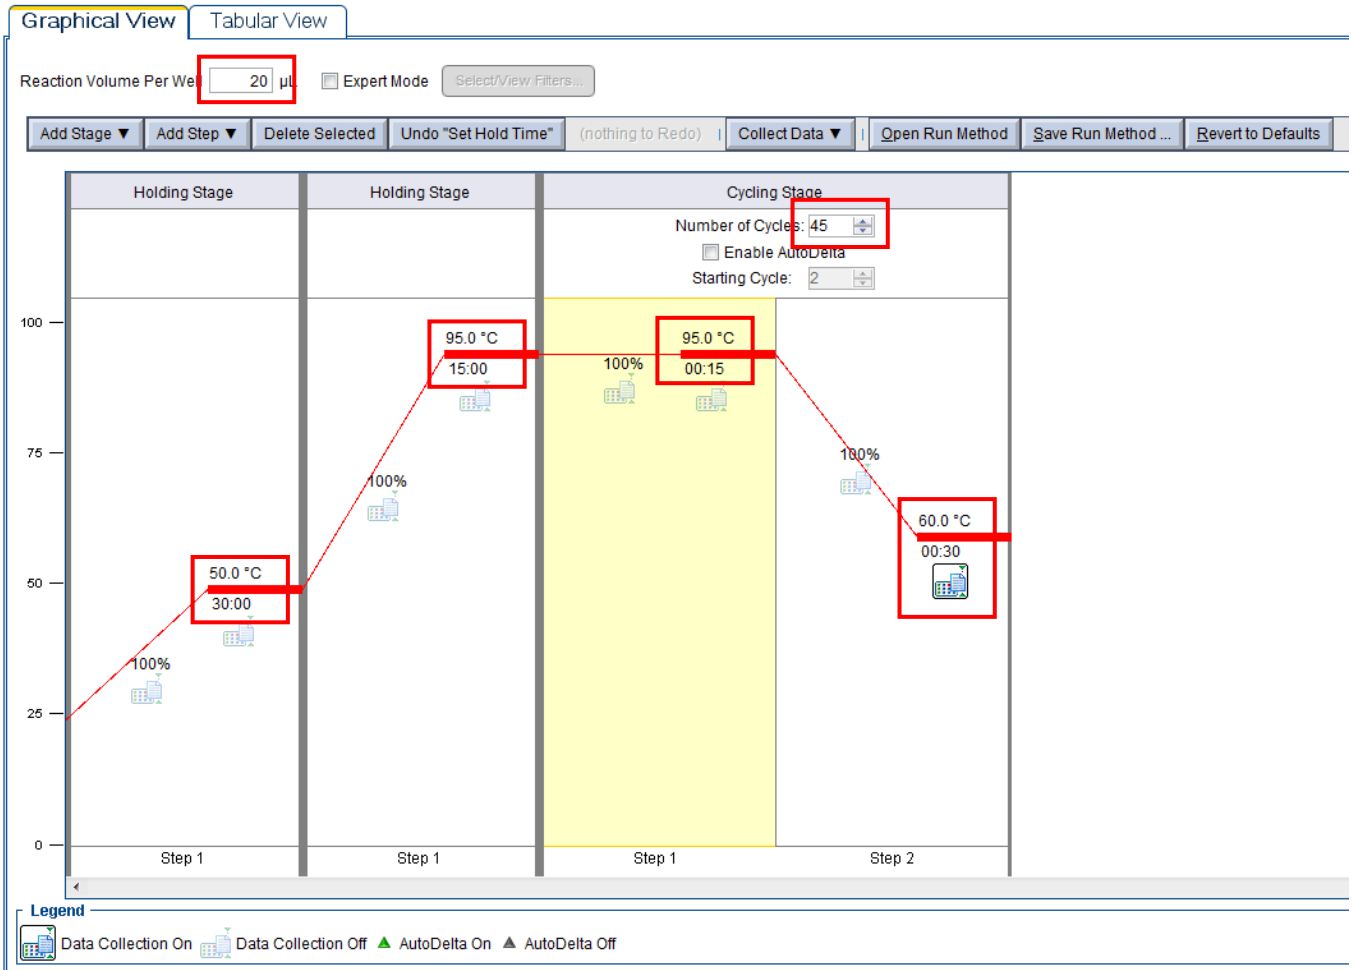 Graphical View Tabular View
Reaction Volume Per Well 20 µL Expert Mode Select/View Filters...
Add Stage ▼ Add Step ▼ Delete Selected Undo "Set Hold Time" (nothing to Redo) Collect Data ▼ Open Run Method Save Run Method ... Revert to Defaults
Holding Stage Holding Stage Cycling Stage
Number of Cycles: 45
Enable AutoDelta
Starting Cycle: 2
100
95.0 °C 95.0 °C
15:00 100% 00:15
75
100%
100%
60.0 °C
00:30
50
50.0 °C
30:00
100%
25
0
Step 1 Step 1 Step 1 Step 2
Legend
Data Collection On Data Collection Off AutoDelta On AutoDelta Off